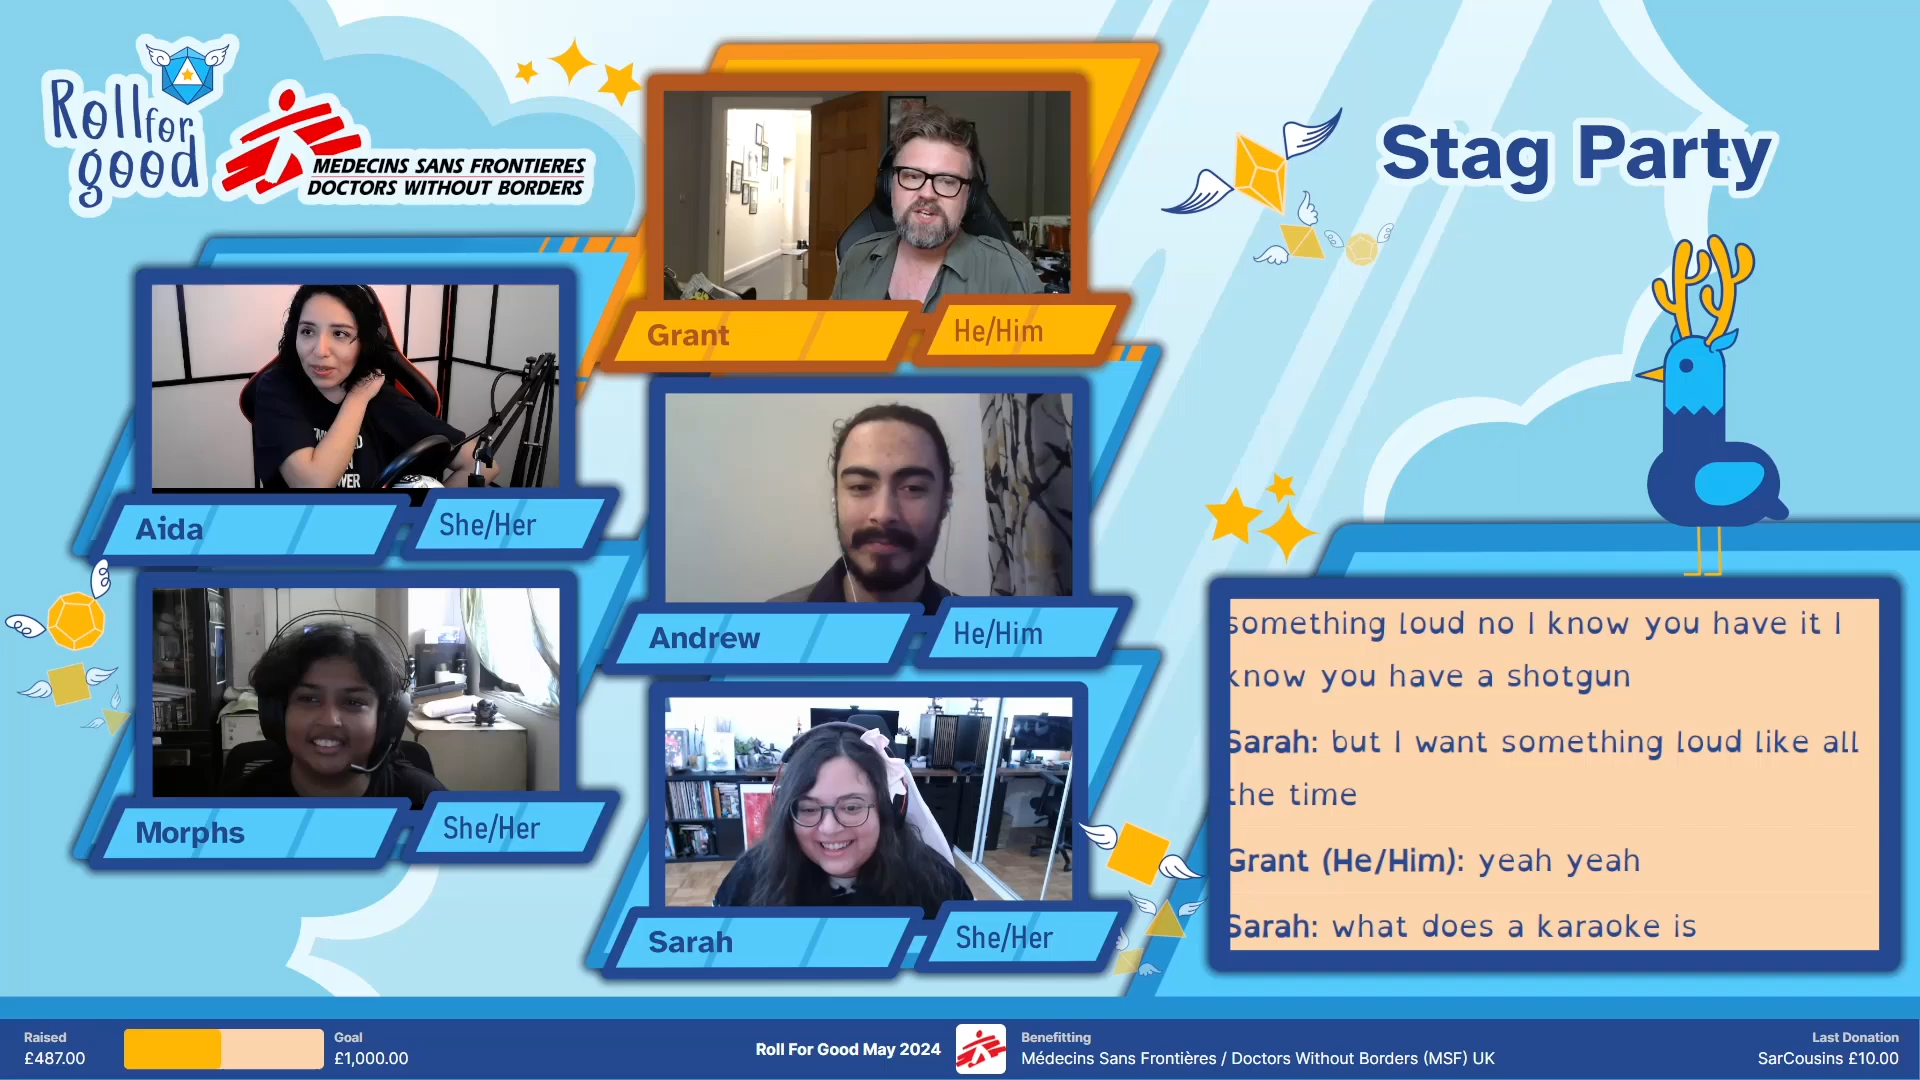 Roll for
good
MEDECINS SANS FRONTIERES
DOCTORS WITHOUT BORDERS
Stag Party
Grant
He/Him
Aida
She/Her
Andrew
He/Him
Morphs
She/Her
Sarah
She/Her
something loud no I know you have it I
know you have a shotgun
Sarah: but I want something loud like all
the time
Grant (He/Him): yeah yeah
Sarah: what does a karaoke is
Raised
£487.00
Goal
£1,000.00
Roll For Good May 2024
Benefitting
Médecins Sans Frontières / Doctors Without Borders (MSF) UK
Last Donation
SarCousins £10.00